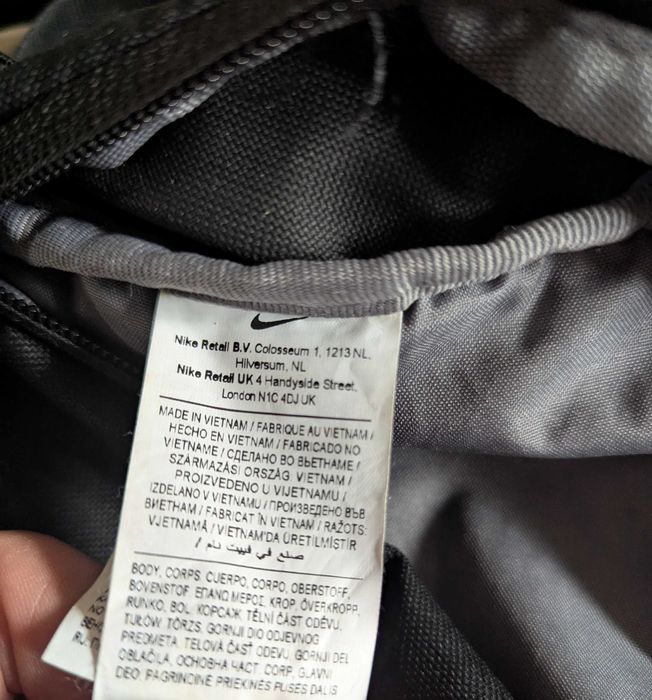 Nike Retail B.V. Colosseum 1, 1213 NL,
Hilversum, NL
Nike Retail UK 4 Handyside Street,
London N1C 4DJ UK
MADE IN VIETNAM / FABRIQUE AU VIETNAM /
HECHO EN VIETNAM / FABRICADO NO
VIETNAME / СДЕЛАНО ВО ВЬЕТНАМЕ /
SZÁRMAZÁSI ORSZÁG: VIETNAM /
PROIZVEDENO U VIJETNAMU /
IZDELANO V VIETNAMU / ПРОИЗВЕДЕНО ВЪВ
ВИЕТНАМ / FABRICAT ÎN VIETNAM / RAŽOTS:
VJETNAMĀ / VIETNAM'DA ÜRETİLMİŞTİR
/ صنع في فييت نام
BODY, CORPS, CUERPO, CORPO, OBERSTOFF,
BOVENSTOF, ΕΠΑΝΩ ΜΕΡΟΣ, KROP, ÖVERKROPP,
RUNKO, BOL, КОРСАЖ, TĚLNÍ ČÁST ODĚVU,
TUŁÓW, TÖRZS, GORNJI DIO ODJEVNOG
PREDMETA, TELOVÁ ČASŤ ODEVU, GORNJI DEL
OBLAČILA, ОСНОВНА ЧАСТ, CORP, GLAVNI
DEO, PAGRINDINĖ PRIEKINĖS PUSĖS DALIS